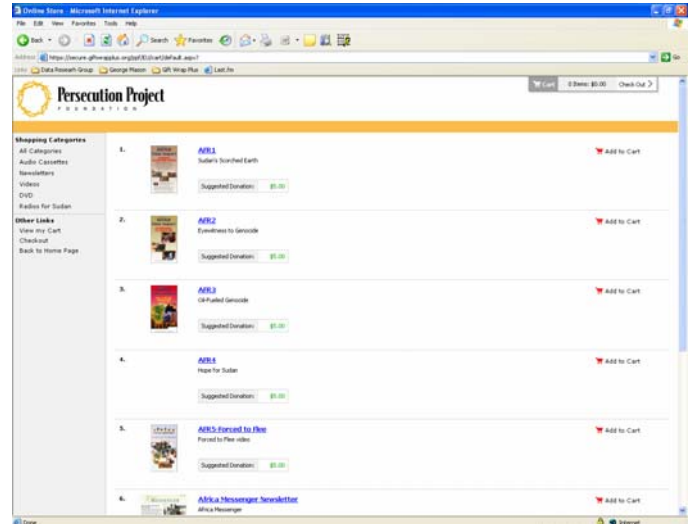 Online Store - Microsoft Internet Explorer
File Edit View Favorites Tools Help
Back Search Favorites
Address Go
Links Data Research Group George Mason Gift Wrap Plus Last.fm
Persecution Project
FOUNDATION
Cart 0 Items: $0.00 Check Out >
Shopping Categories
All Categories
Audio Cassettes
Newsletters
Videos
DVD
Radios for Sudan
Other Links
View my Cart
Checkout
Back to Home Page
1. AFR1 Add to Cart
Sudan's Scorched Earth
Suggested Donation: $5.00
2. AFR2 Add to Cart
Eyewitness to Genocide
Suggested Donation: $5.00
3. AFR3 Add to Cart
Oil-Fueled Genocide
Suggested Donation: $5.00
4. AFR4 Add to Cart
Hope for Sudan
Suggested Donation: $5.00
5. AFR5-Forced to Flee Add to Cart
Forced to Flee video
Suggested Donation: $5.00
6. Africa Messenger Newsletter Add to Cart
Africa Messenger
Done Internet